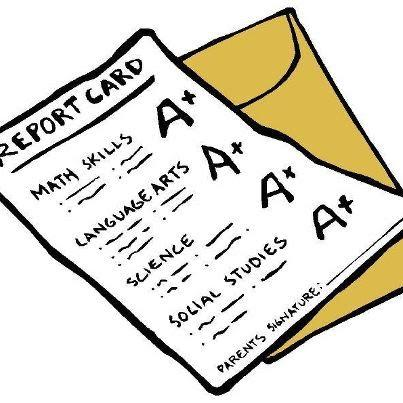 REPORT CARD
MATH SKILLS A+
LANGUAGE ARTS A+
SCIENCE A+
SOCIAL STUDIES A+
PARENTS SIGNATURE: